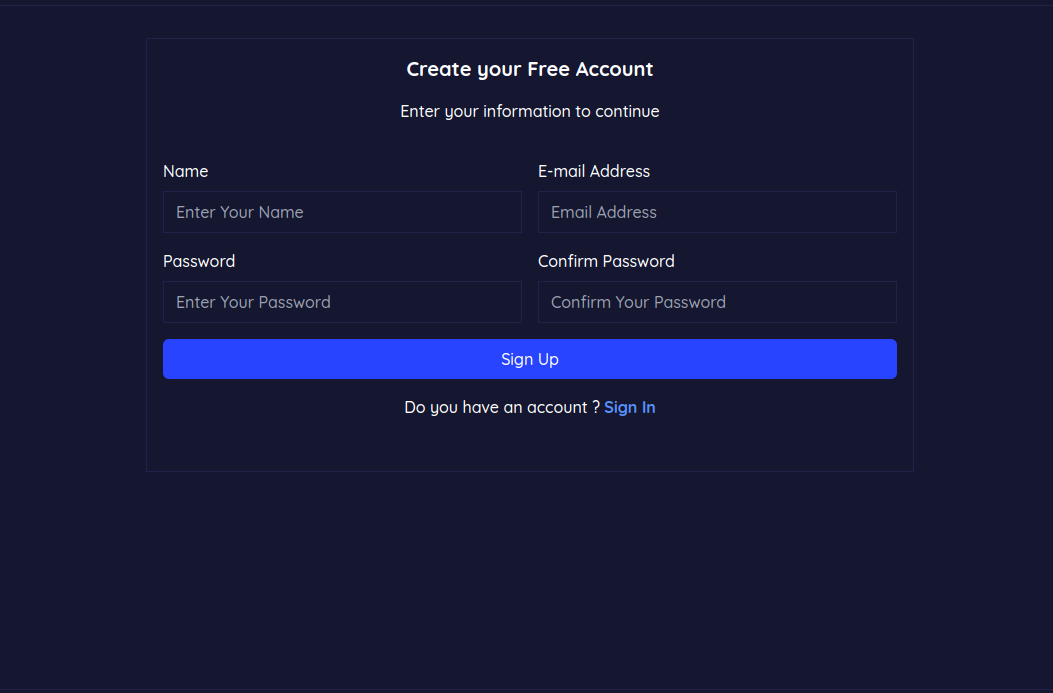 Create your Free Account
Enter your information to continue
Name
E-mail Address
Enter Your Name
Email Address
Password
Confirm Password
Enter Your Password
Confirm Your Password
Sign Up
Do you have an account ? Sign In